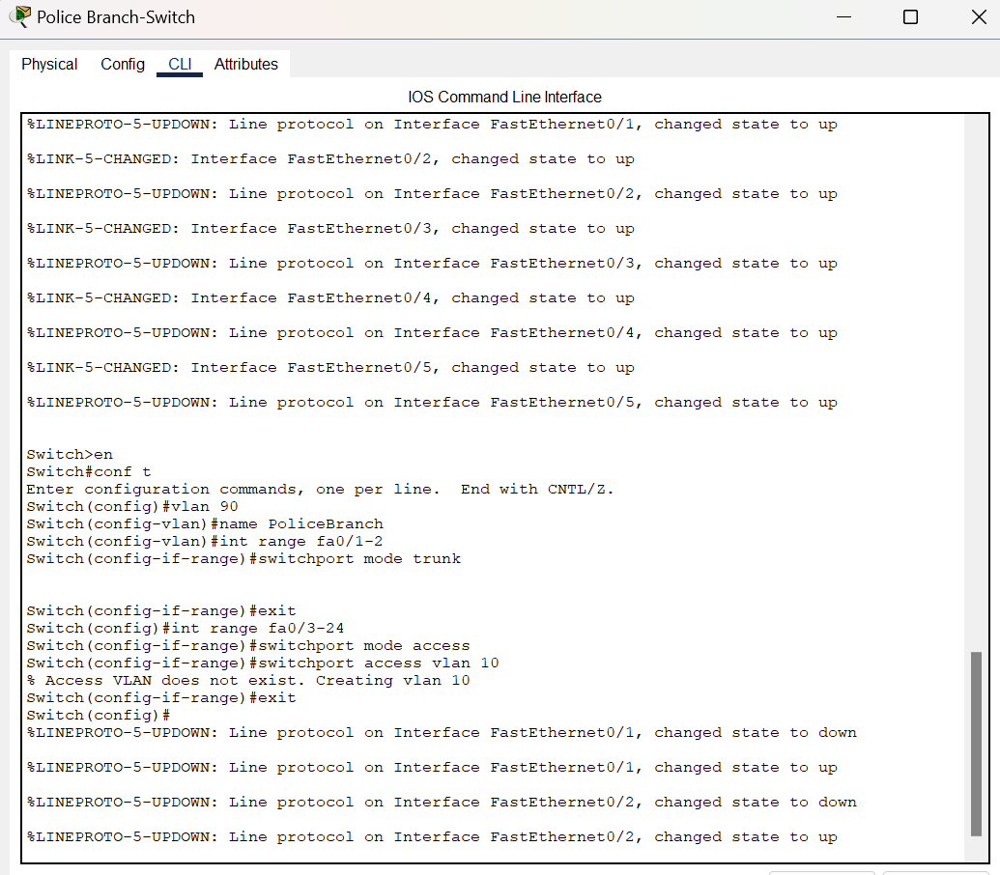 Police Branch-Switch
Physical Config CLI Attributes
IOS Command Line Interface
%LINEPROTO-5-UPDOWN: Line protocol on Interface FastEthernet0/1, changed state to up
%LINK-5-CHANGED: Interface FastEthernet0/2, changed state to up
%LINEPROTO-5-UPDOWN: Line protocol on Interface FastEthernet0/2, changed state to up
%LINK-5-CHANGED: Interface FastEthernet0/3, changed state to up
%LINEPROTO-5-UPDOWN: Line protocol on Interface FastEthernet0/3, changed state to up
%LINK-5-CHANGED: Interface FastEthernet0/4, changed state to up
%LINEPROTO-5-UPDOWN: Line protocol on Interface FastEthernet0/4, changed state to up
%LINK-5-CHANGED: Interface FastEthernet0/5, changed state to up
%LINEPROTO-5-UPDOWN: Line protocol on Interface FastEthernet0/5, changed state to up
Switch>en
Switch#conf t
Enter configuration commands, one per line.  End with CNTL/Z.
Switch(config)#vlan 90
Switch(config-vlan)#name PoliceBranch
Switch(config-vlan)#int range fa0/1-2
Switch(config-if-range)#switchport mode trunk
Switch(config-if-range)#exit
Switch(config)#int range fa0/3-24
Switch(config-if-range)#switchport mode access
Switch(config-if-range)#switchport access vlan 10
% Access VLAN does not exist. Creating vlan 10
Switch(config-if-range)#exit
Switch(config)#
%LINEPROTO-5-UPDOWN: Line protocol on Interface FastEthernet0/1, changed state to down
%LINEPROTO-5-UPDOWN: Line protocol on Interface FastEthernet0/1, changed state to up
%LINEPROTO-5-UPDOWN: Line protocol on Interface FastEthernet0/2, changed state to down
%LINEPROTO-5-UPDOWN: Line protocol on Interface FastEthernet0/2, changed state to up